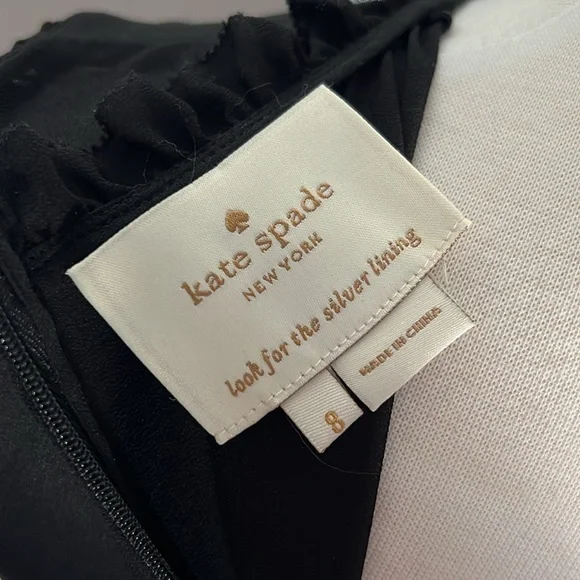 kate spade
NEW YORK
look for the silver lining
8
MADE IN CHINA